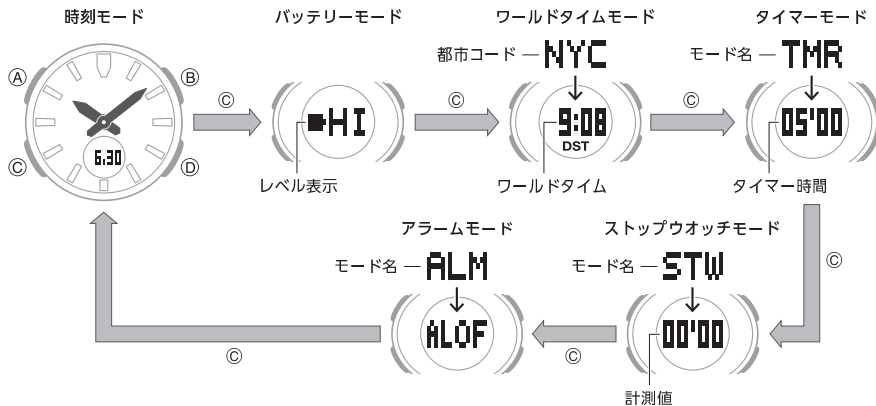 時刻モード
バッテリーモード
ワールドタイムモード
タイマーモード
都市コード
NYC
モード名
TMR
Ⓐ
Ⓑ
Ⓒ
Ⓒ
Ⓒ
HI
9:08
DST
05'00
6:30
Ⓒ
Ⓓ
レベル表示
ワールドタイム
タイマー時間
アラームモード
ストップウオッチモード
モード名
ALM
モード名
STW
Ⓒ
ALOF
00'00
Ⓒ
Ⓒ
計測値